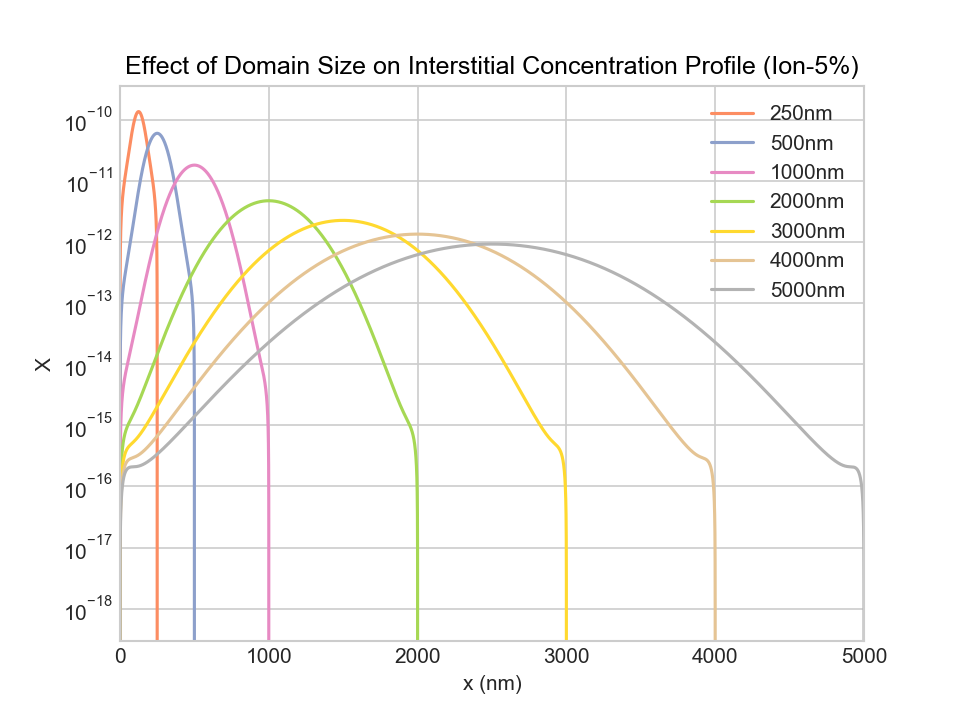 Effect of Domain Size on Interstitial Concentration Profile (Ion-5%)
10⁻¹⁰
10⁻¹¹
10⁻¹²
10⁻¹³
10⁻¹⁴
10⁻¹⁵
10⁻¹⁶
10⁻¹⁷
10⁻¹⁸
X
250nm
500nm
1000nm
2000nm
3000nm
4000nm
5000nm
0 1000 2000 3000 4000 5000
x (nm)